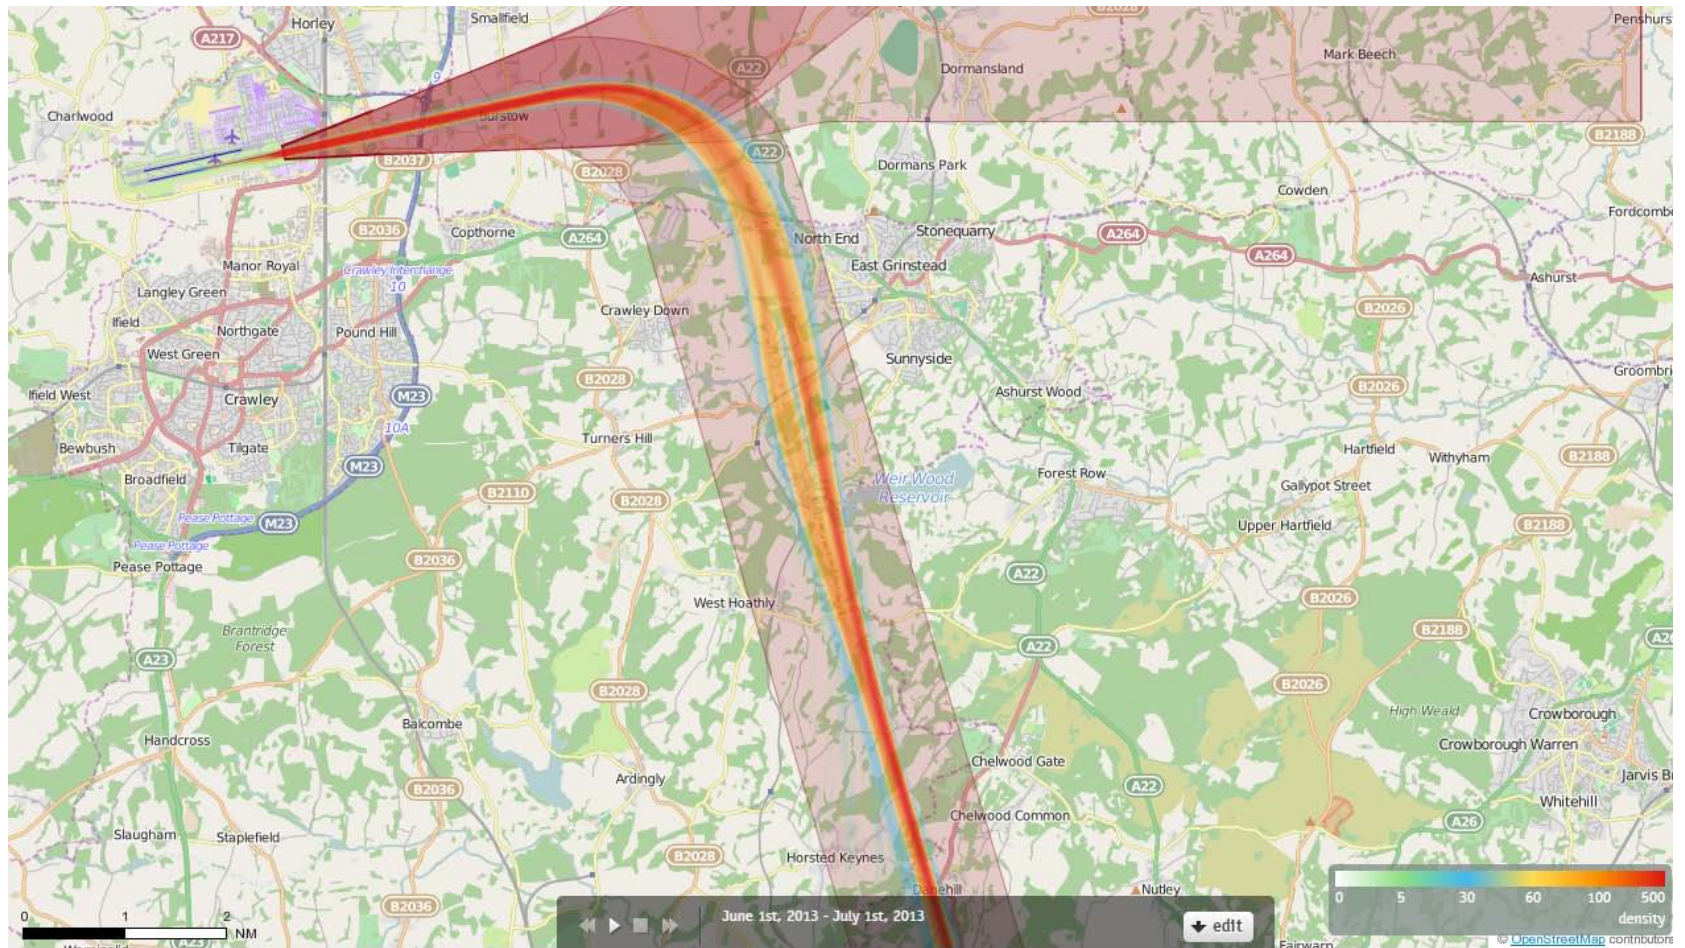 Horley
Smallfield
B2028
Penshurs
A217
9
A22
Dormansland
Mark Beech
Charlwood
Burstow
B2188
B2037
A22
B2028
Dormans Park
Cowden
Fordcombe
B2036
Copthorne
A264
North End
Stonequarry
A264
A264
Manor Royal
Crawley Interchange
10
East Grinstead
Ashurst
Langley Green
Crawley Down
B2026
Ifield
Northgate
Pound Hill
West Green
Sunnyside
Groombri
B2028
B2026
Ifield West
Crawley
M23
Ashurst Wood
10A
Bewbush
Tilgate
Turners Hill
Hartfield
Withyham
B2188
Broadfield
M23
Weir Wood
Reservoir
Forest Row
Gallypot Street
B2110
B2028
Pease Pottage
M23
Upper Hartfield
B2188
Pease Pottage
Pease Pottage
B2036
A22
West Hoathly
B2026
Brantridge
Forest
B2188
A23
A22
A26
B2028
B2026
High Weald
Crowborough
Balcombe
Handcross
Crowborough Warren
Chelwood Gate
Ardingly
Jarvis B
B2036
A22
Whitehill
Chelwood Common
A26
Slaugham
Staplefield
B2028
Horsted Keynes
Danehill
Nutley
B2036
0 1 2
NM
A23
June 1st, 2013 - July 1st, 2013
edit
0 5 30 60 100 500
density
Fairwarp
© OpenStreetMap contributors